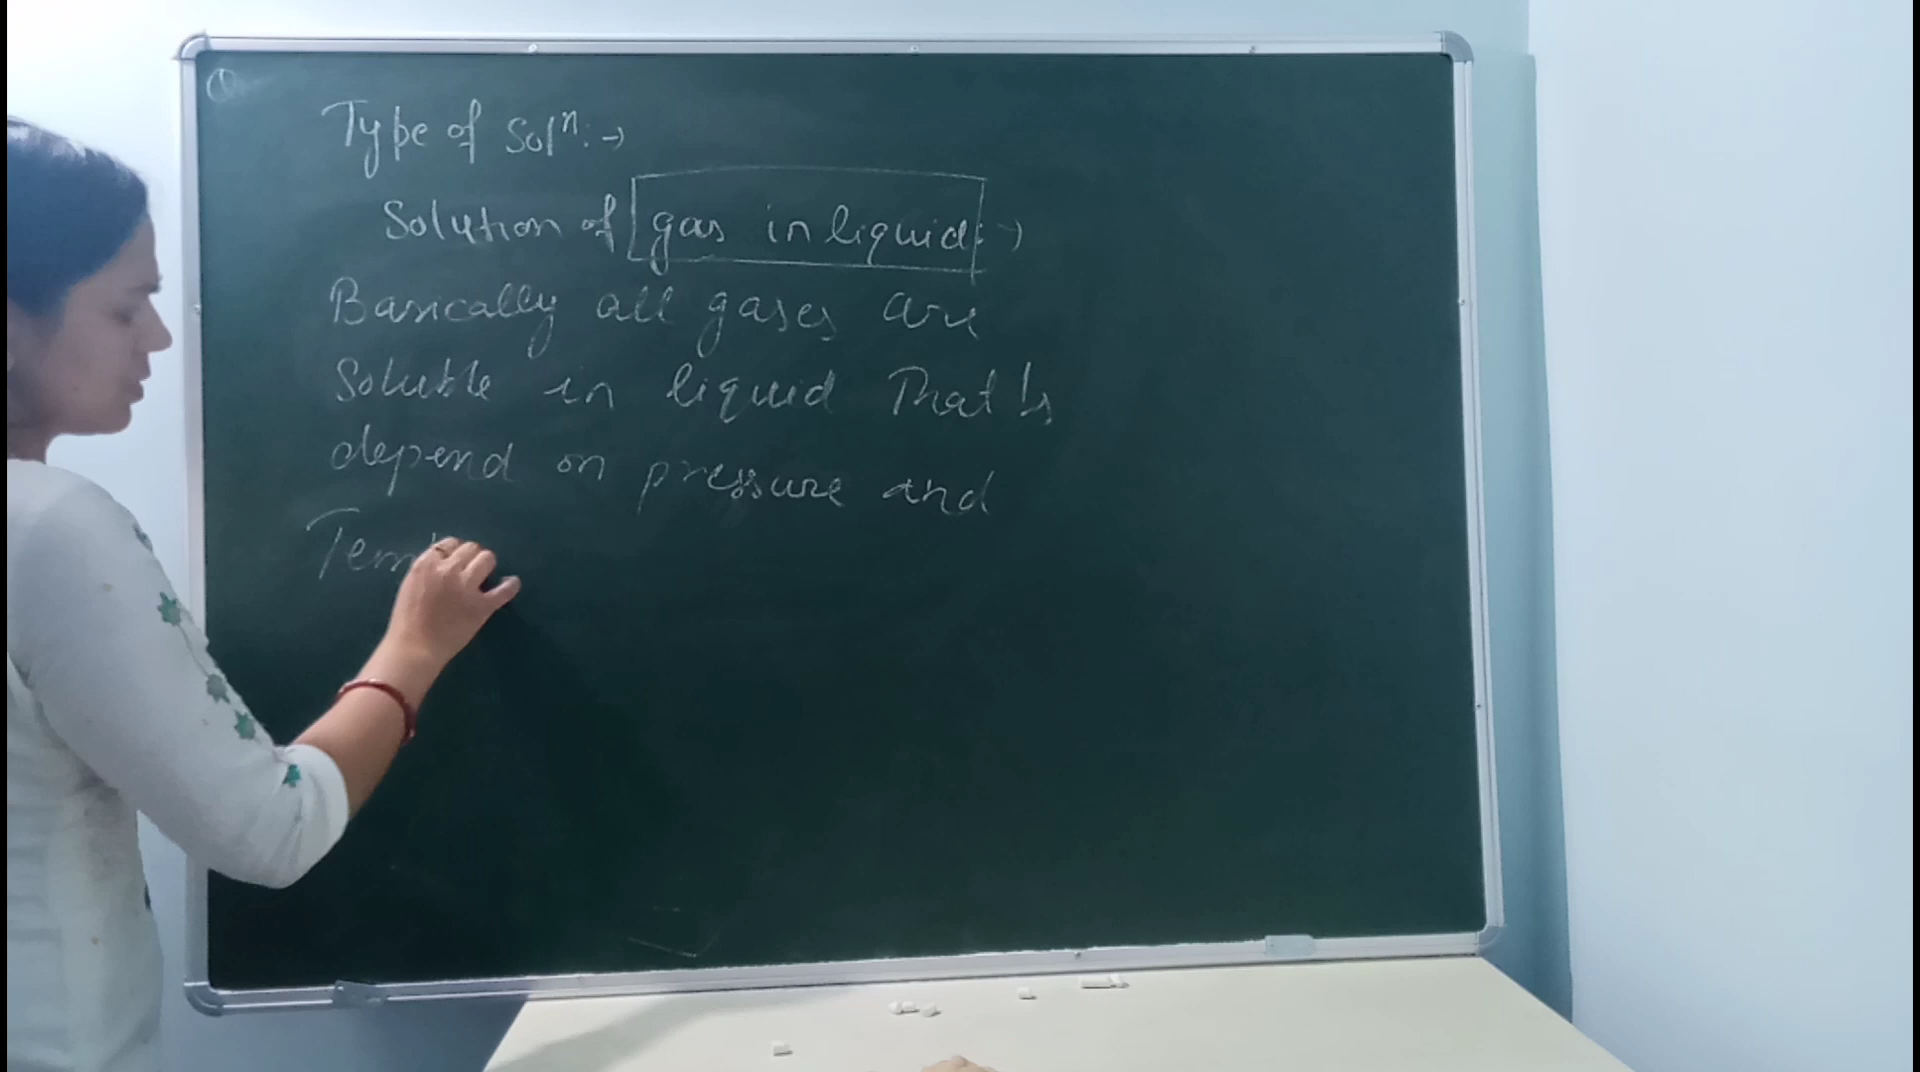 Type of Solⁿ:→
Solution of gas in liquid:→
Basically all gases are
Soluble in liquid That is
depend on pressure and
Temp